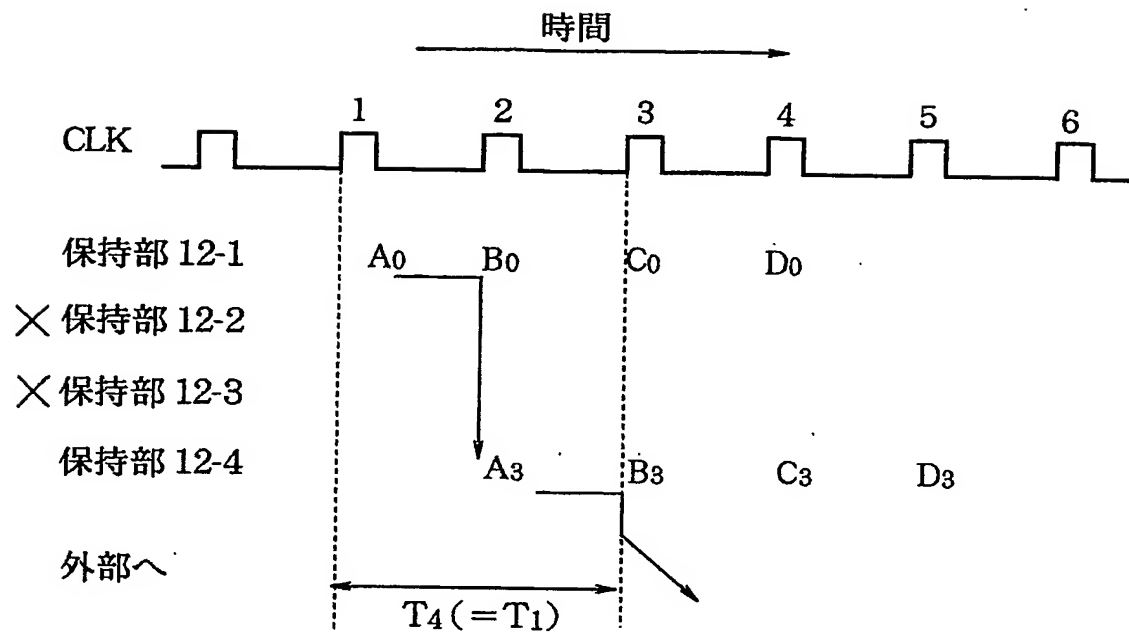 時間
1 2 3 4 5 6
CLK
保持部 12-1 A0 B0 C0 D0
× 保持部 12-2
× 保持部 12-3
保持部 12-4 A3 B3 C3 D3
外部へ
T4 (=T1)